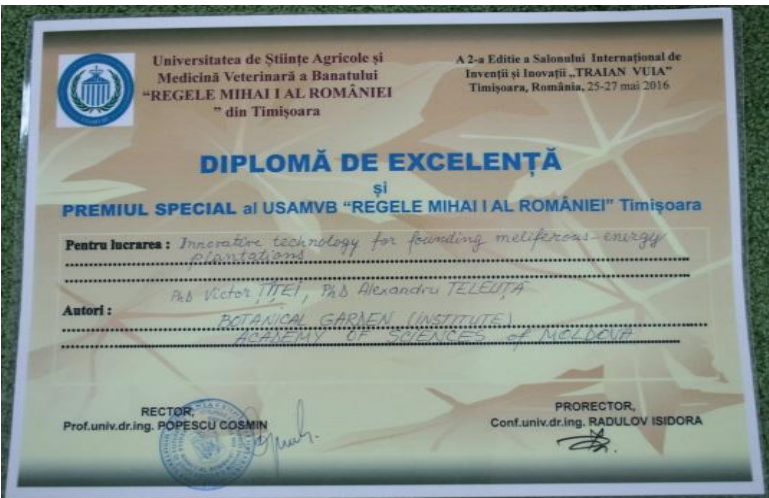 Universitatea de Științe Agricole și
Medicină Veterinară a Banatului
"REGELE MIHAI I AL ROMÂNIEI
" din Timișoara
A 2-a Editie a Salonului Internațional de
Invenții și Inovații „TRAIAN VUIA"
Timișoara, România, 25-27 mai 2016
DIPLOMĂ DE EXCELENȚĂ
și
PREMIUL SPECIAL al USAMVB "REGELE MIHAI I AL ROMÂNIEI" Timișoara
Pentru lucrarea : Innovative technology for founding meliferous-energy
plantations
PhD Victor ȚÎȚEI, PhD Alexandru TELEUȚĂ
Autori :
BOTANICAL GARDEN (INSTITUTE)
ACADEMY OF SCIENCES of MOLDOVA
RECTOR,
Prof.univ.dr.ing. POPESCU COSMIN
PRORECTOR,
Conf.univ.dr.ing. RADULOV ISIDORA